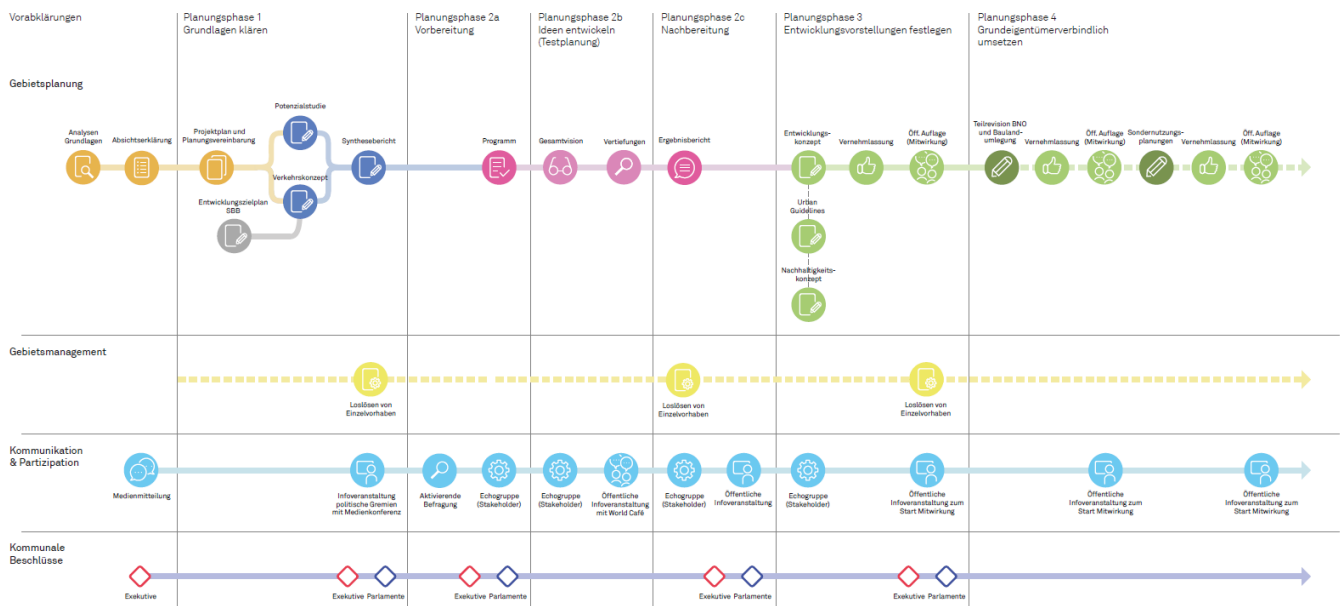 Vorabklärungen
Planungsphase 1
Grundlagen klären
Planungsphase 2a
Vorbereitung
Planungsphase 2b
Ideen entwickeln
(Testplanung)
Planungsphase 2c
Nachbereitung
Planungsphase 3
Entwicklungsvorstellungen festlegen
Planungsphase 4
Grundeigentümerverbindlich
umsetzen
Gebietsplanung
Analysen
Grundlagen
Absichtserklärung
Projektplan und
Planungsvereinbarung
Potenzialstudie
Verkehrskonzept
Entwicklungszielplan
SBB
Synthesebericht
Programm
Gesamtvision
Vertiefungen
Ergebnisbericht
Entwicklungs-
konzept
Urban
Guidelines
Nachhaltigkeits-
konzept
Vernehmlassung
Öff. Auflage
(Mitwirkung)
Teilrevision BNO
und Bauland-
umlegung
Vernehmlassung
Öff. Auflage
(Mitwirkung)
Sondernutzungs-
planungen
Vernehmlassung
Öff. Auflage
(Mitwirkung)
Gebietsmanagement
Loslösen von
Einzelvorhaben
Loslösen von
Einzelvorhaben
Loslösen von
Einzelvorhaben
Kommunikation
& Partizipation
Medienmitteilung
Infoveranstaltung
politische Gremien
mit Medienkonferenz
Aktivierende
Befragung
Echogruppe
(Stakeholder)
Echogruppe
(Stakeholder)
Öffentliche
Infoveranstaltung
mit World Café
Echogruppe
(Stakeholder)
Öffentliche
Infoveranstaltung
Echogruppe
(Stakeholder)
Öffentliche
Infoveranstaltung zum
Start Mitwirkung
Öffentliche
Infoveranstaltung zum
Start Mitwirkung
Öffentliche
Infoveranstaltung zum
Start Mitwirkung
Kommunale
Beschlüsse
Exekutive
Exekutive Parlamente
Exekutive Parlamente
Exekutive Parlamente
Exekutive Parlamente